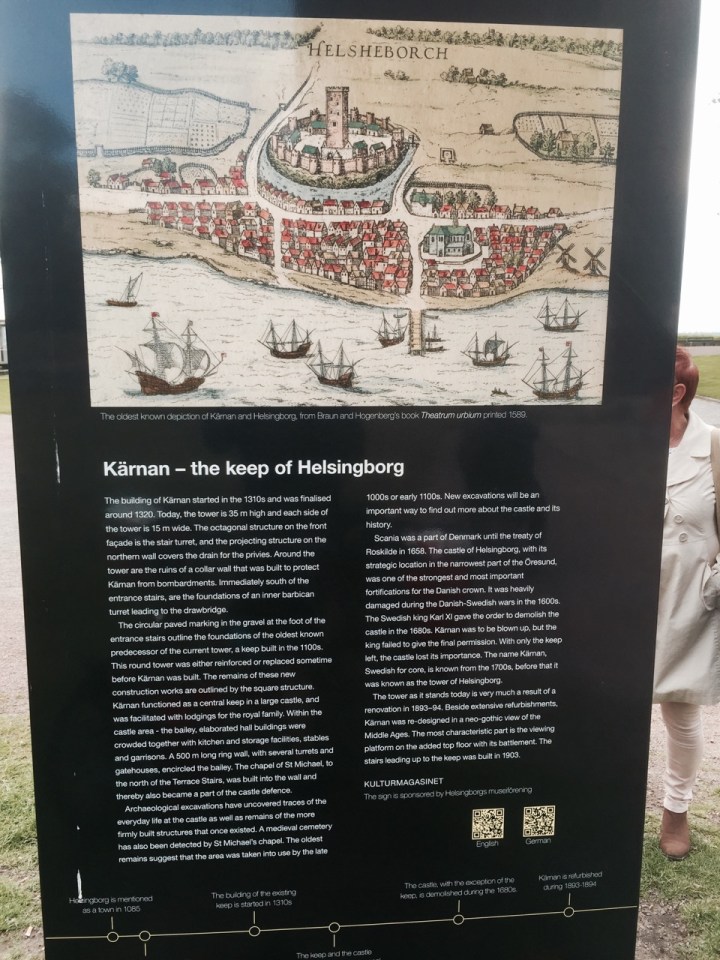 HELSHEBORCH
The oldest known depiction of Kärnan and Helsingborg, from Braun and Hogenberg's book Theatrum urbium printed 1589.
Kärnan – the keep of Helsingborg
The building of Kärnan started in the 1310s and was finalised
around 1320. Today, the tower is 35 m high and each side of
the tower is 15 m wide. The octagonal structure on the front
façade is the stair turret, and the projecting structure on the
northern wall covers the drain for the privies. Around the
tower are the ruins of a collar wall that was built to protect
Kärnan from bombardments. Immediately south of the
entrance stairs, are the foundations of an inner barbican
turret leading to the drawbridge.
The circular paved marking in the gravel at the foot of the
entrance stairs outline the foundations of the oldest known
predecessor of the current tower, a keep built in the 1100s.
This round tower was either reinforced or replaced sometime
before Kärnan was built. The remains of these new
construction works are outlined by the square structure.
Kärnan functioned as a central keep in a large castle, and
was facilitated with lodgings for the royal family. Within the
castle area - the bailey, elaborated hall buildings were
crowded together with kitchen and storage facilities, stables
and garrisons. A 500 m long ring wall, with several turrets and
gatehouses, encircled the bailey. The chapel of St Michael, to
the north of the Terrace Stairs, was built into the wall and
thereby also became a part of the castle defence.
Archaeological excavations have uncovered traces of the
everyday life at the castle as well as remains of the more
firmly built structures that once existed. A medieval cemetery
has also been detected by St Michael's chapel. The oldest
remains suggest that the area was taken into use by the late
1000s or early 1100s. New excavations will be an
important way to find out more about the castle and its
history.
Scania was a part of Denmark until the treaty of
Roskilde in 1658. The castle of Helsingborg, with its
strategic location in the narrowest part of the Öresund,
was one of the strongest and most important
fortifications for the Danish crown. It was heavily
damaged during the Danish-Swedish wars in the 1600s.
The Swedish king Karl XI gave the order to demolish the
castle in the 1680s. Kärnan was to be blown up, but the
king failed to give the final permission. With only the keep
left, the castle lost its importance. The name Kärnan,
Swedish for core, is known from the 1700s, before that it
was known as the tower of Helsingborg.
The tower as it stands today is very much a result of a
renovation in 1893–94. Beside extensive refurbishments,
Kärnan was re-designed in a neo-gothic view of the
Middle Ages. The most characteristic part is the viewing
platform on the added top floor with its battlement. The
stairs leading up to the keep was built in 1903.
KULTURMAGASINET
The sign is sponsored by Helsingborgs museiförening
English
German
Helsingborg is mentioned
as a town in 1085
The building of the existing
keep is started in 1310s
The keep and the castle
The castle, with the exception of the
keep, is demolished during the 1680s.
Kärnan is refurbished
during 1893-1894